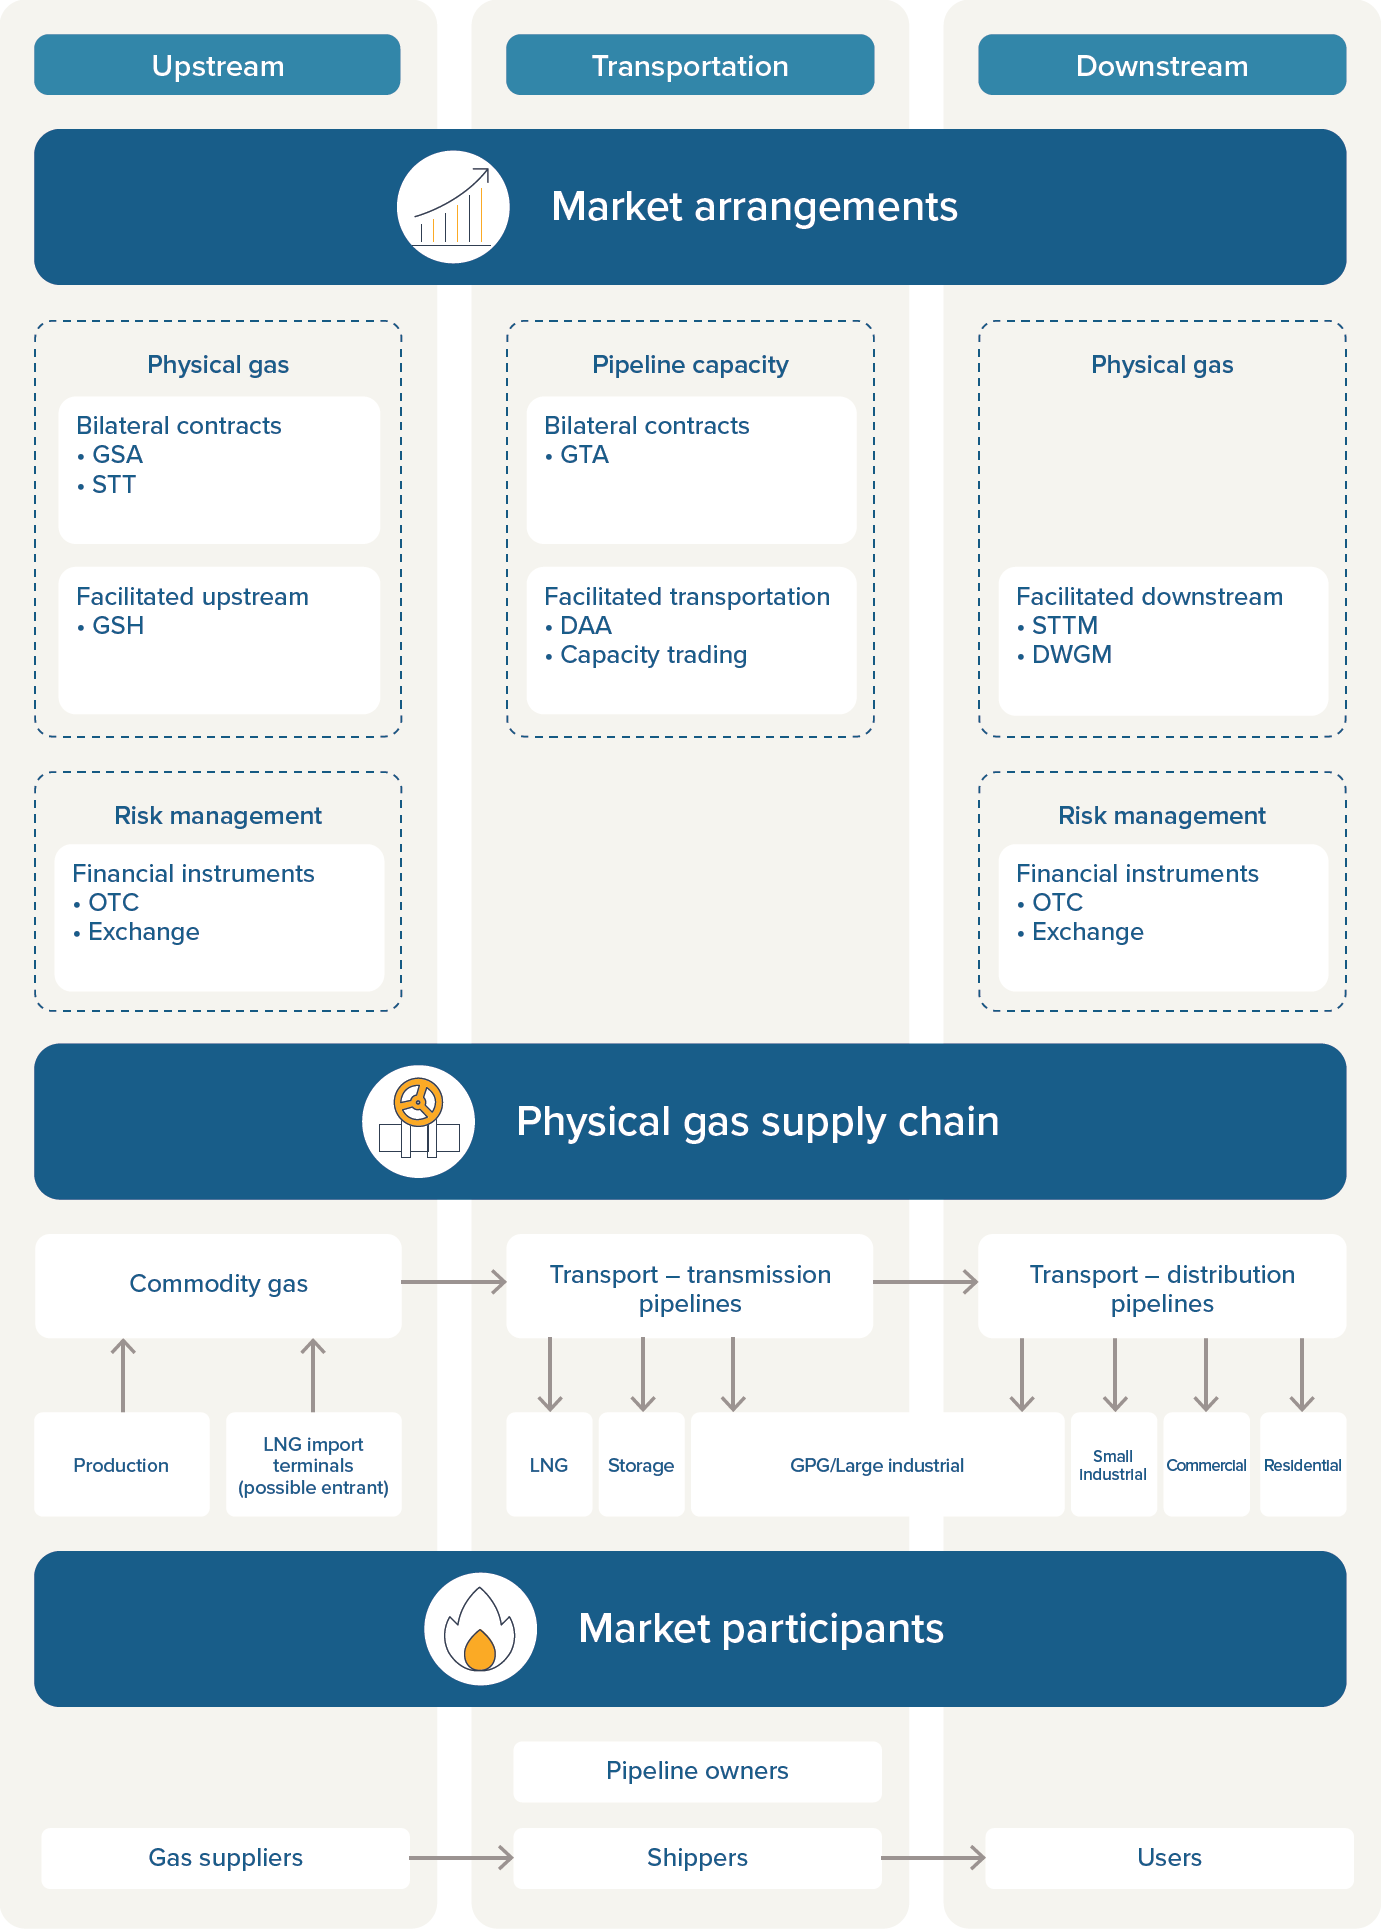 Upstream
Transportation
Downstream
Market arrangements
Physical gas
Bilateral contracts
• GSA
• STT
Facilitated upstream
• GSH
Pipeline capacity
Bilateral contracts
• GTA
Facilitated transportation
• DAA
• Capacity trading
Physical gas
Facilitated downstream
• STTM
• DWGM
Risk management
Financial instruments
• OTC
• Exchange
Risk management
Financial instruments
• OTC
• Exchange
Physical gas supply chain
Commodity gas
Transport – transmission
pipelines
Transport – distribution
pipelines
Production
LNG import
terminals
(possible entrant)
LNG
Storage
GPG/Large industrial
Small
Industrial
Commercial
Residential
Market participants
Pipeline owners
Gas suppliers
Shippers
Users